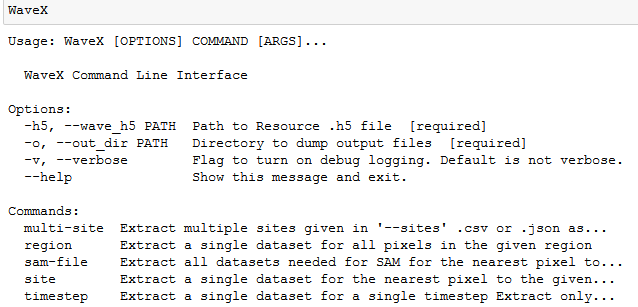 WaveX
Usage: WaveX [OPTIONS] COMMAND [ARGS]...
WaveX Command Line Interface
Options:
-h5, --wave_h5 PATH  Path to Resource .h5 file  [required]
-o, --out_dir PATH   Directory to dump output files  [required]
-v, --verbose        Flag to turn on debug logging. Default is not verbose.
--help               Show this message and exit.
Commands:
multi-site  Extract multiple sites given in '--sites' .csv or .json as...
region      Extract a single dataset for all pixels in the given region
sam-file    Extract all datasets needed for SAM for the nearest pixel to...
site        Extract a single dataset for the nearest pixel to the given...
timestep    Extract a single dataset for a single timestep Extract only...